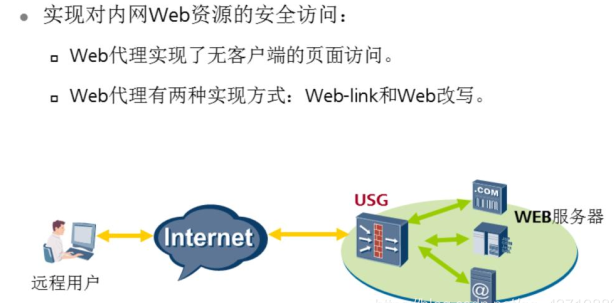 实现对内网Web资源的安全访问：
Web代理实现了无客户端的页面访问。
Web代理有两种实现方式：Web-link和Web改写。
.COM
USG
WEB服务器
Internet
@
远程用户